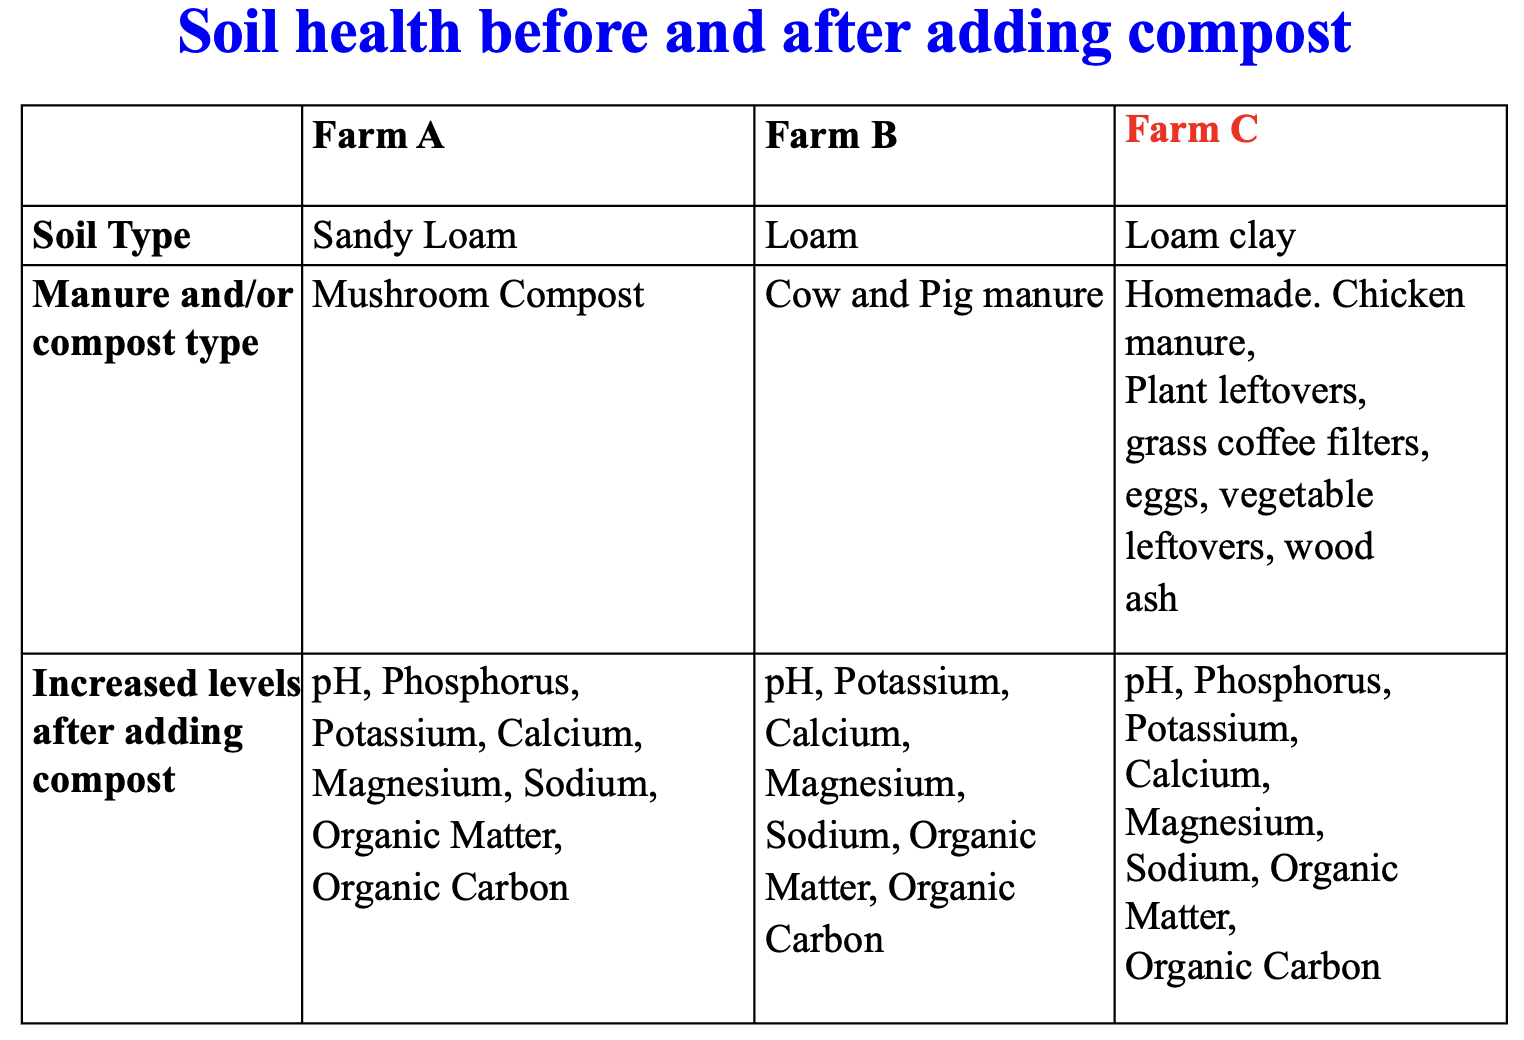 Soil health before and after adding compost
Farm A
Farm B
Farm C
Soil Type
Sandy Loam
Loam
Loam clay
Manure and/or
compost type
Mushroom Compost
Cow and Pig manure
Homemade. Chicken
manure,
Plant leftovers,
grass coffee filters,
eggs, vegetable
leftovers, wood
ash
Increased levels
after adding
compost
pH, Phosphorus,
Potassium, Calcium,
Magnesium, Sodium,
Organic Matter,
Organic Carbon
pH, Potassium,
Calcium,
Magnesium,
Sodium, Organic
Matter, Organic
Carbon
pH, Phosphorus,
Potassium,
Calcium,
Magnesium,
Sodium, Organic
Matter,
Organic Carbon